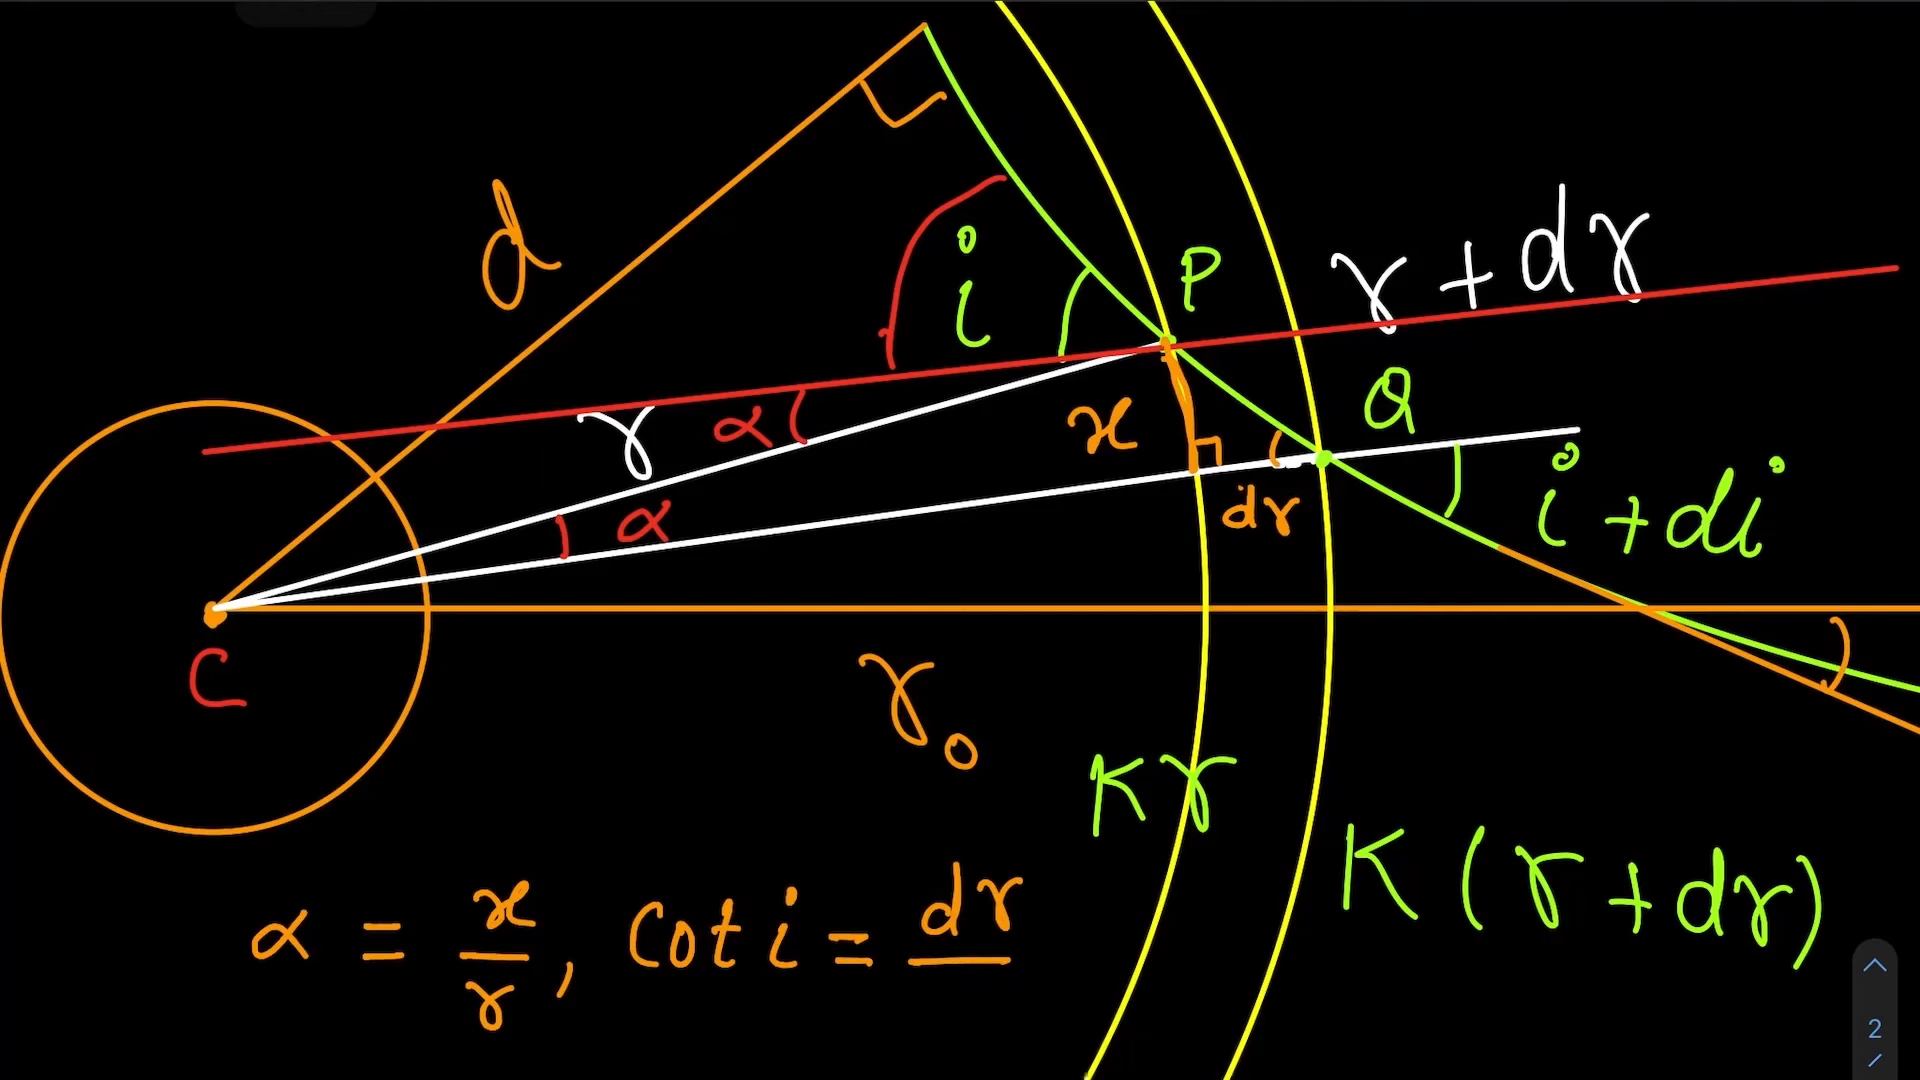 d
i
P
r + dr
r
α
x
Q
α
dr
i + di
C
r₀
Kr
K(r + dr)
α = x/r, Cot i = dr/
2